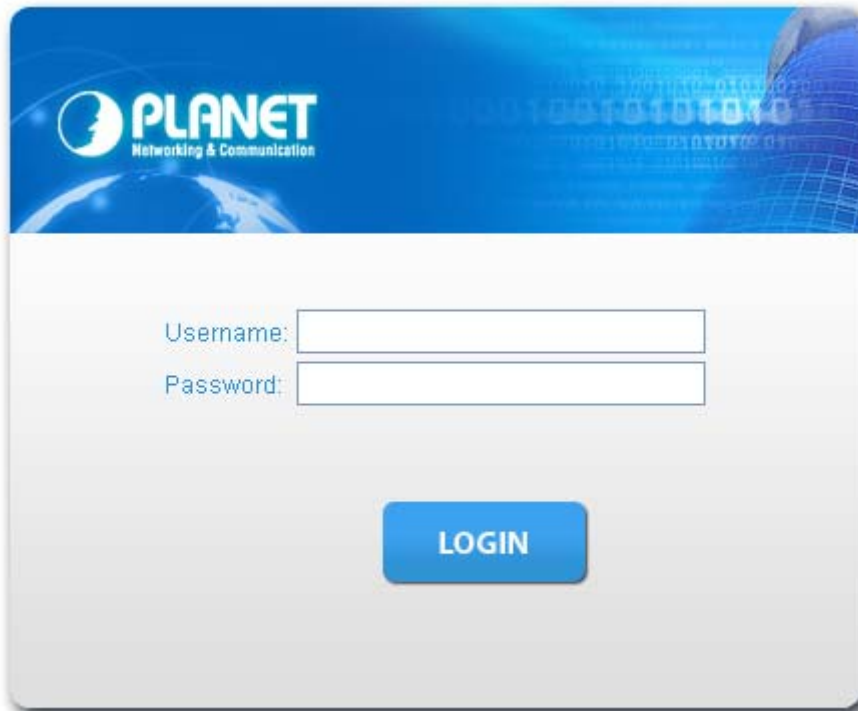 PLANET
Networking & Communication
Username:
Password:
LOGIN